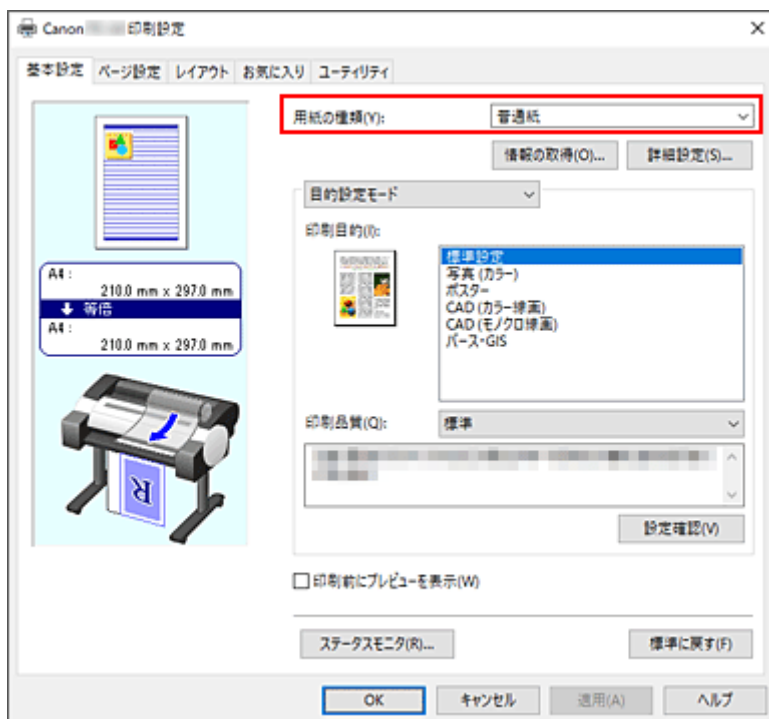 Canon 印刷設定
基本設定 ページ設定 レイアウト お気に入り ユーティリティ
用紙の種類(Y): 普通紙
情報の取得(O)... 詳細設定(S)...
目的設定モード
印刷目的(I):
標準設定
写真 (カラー)
ポスター
CAD (カラー線画)
CAD (モノクロ線画)
パース・GIS
A4 :
210.0 mm x 297.0 mm
等倍
A4 :
210.0 mm x 297.0 mm
R
印刷品質(Q): 標準
設定確認(V)
印刷前にプレビューを表示(W)
ステータスモニタ(R)... 標準に戻す(F)
OK キャンセル 適用(A) ヘルプ